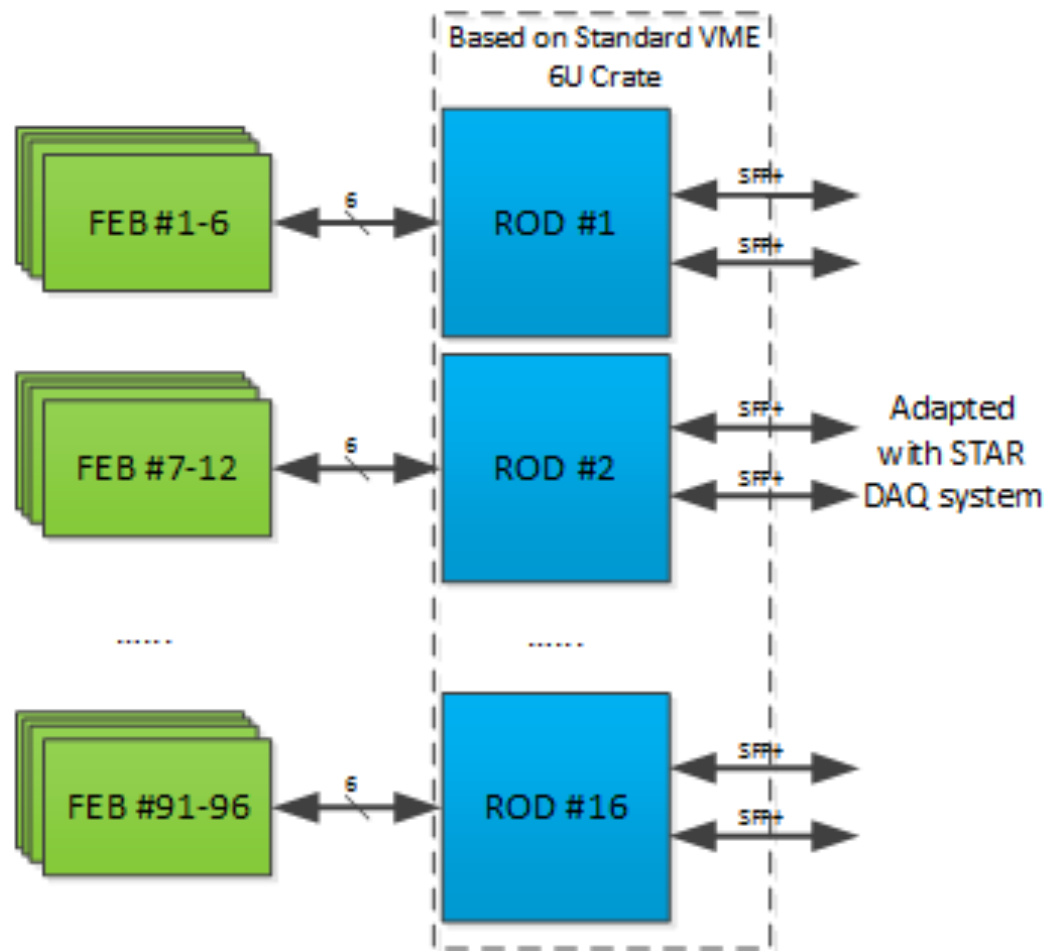 Based on Standard VME
6U Crate
FEB #1-6
6
ROD #1
SFP+
SFP+
FEB #7-12
6
ROD #2
SFP+
SFP+
Adapted
with STAR
DAQ system
......
......
FEB #91-96
6
ROD #16
SFP+
SFP+